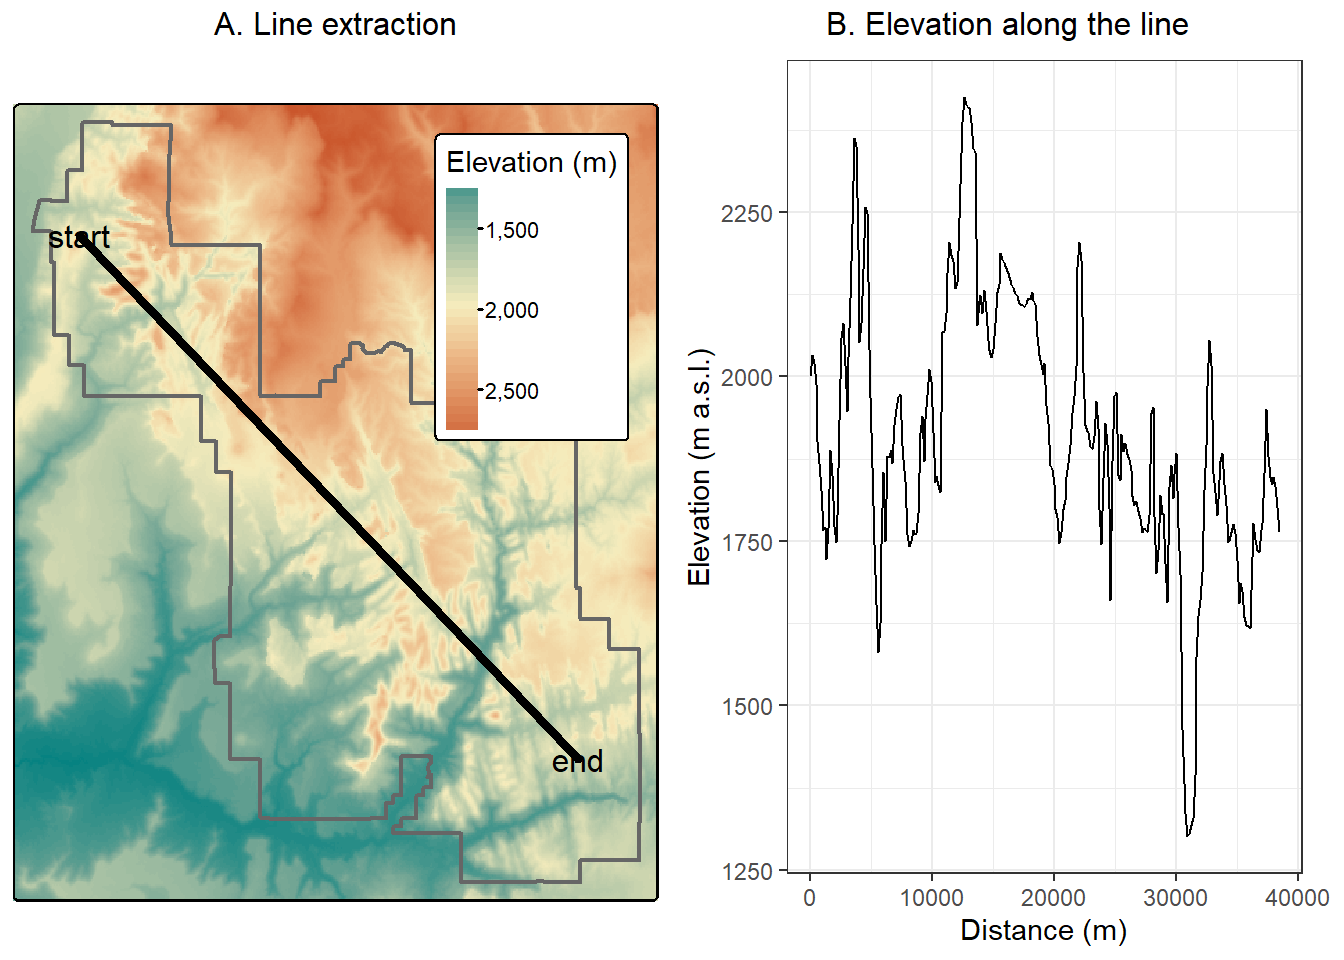 A. Line extraction
Elevation (m)
1,500
2,000
2,500
start
end
B. Elevation along the line
Elevation (m a.s.l.)
2250
2000
1750
1500
1250
0 10000 20000 30000 40000
Distance (m)